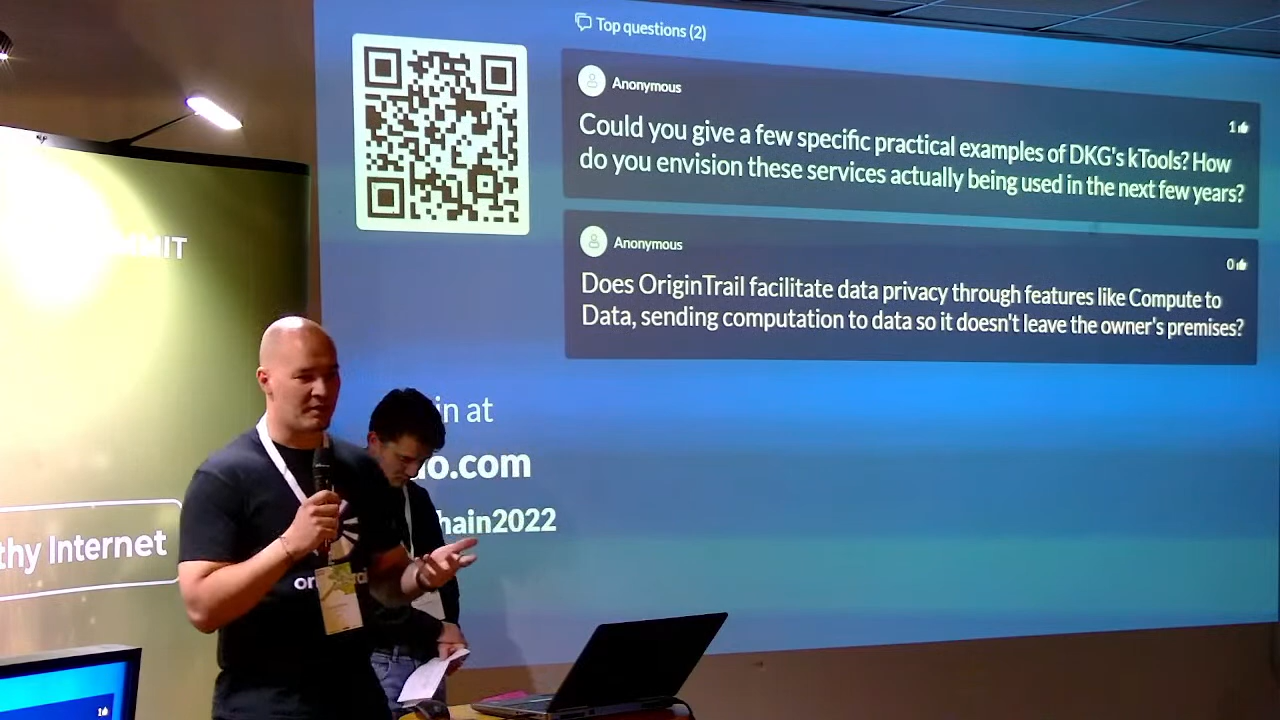 Top questions (2)
Anonymous
1
Could you give a few specific practical examples of DKG's kTools? How
do you envision these services actually being used in the next few years?
Anonymous
0
Does OriginTrail facilitate data privacy through features like Compute to
Data, sending computation to data so it doesn't leave the owner's premises?
in at
o.com
hain2022
MIT
thy Internet
or